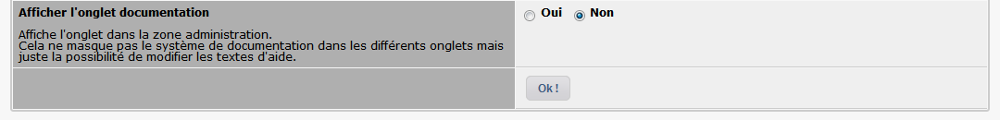 Afficher l'onglet documentation
Oui Non
Affiche l'onglet dans la zone administration.
Cela ne masque pas le système de documentation dans les différents onglets mais
juste la possibilité de modifier les textes d'aide.
Ok !